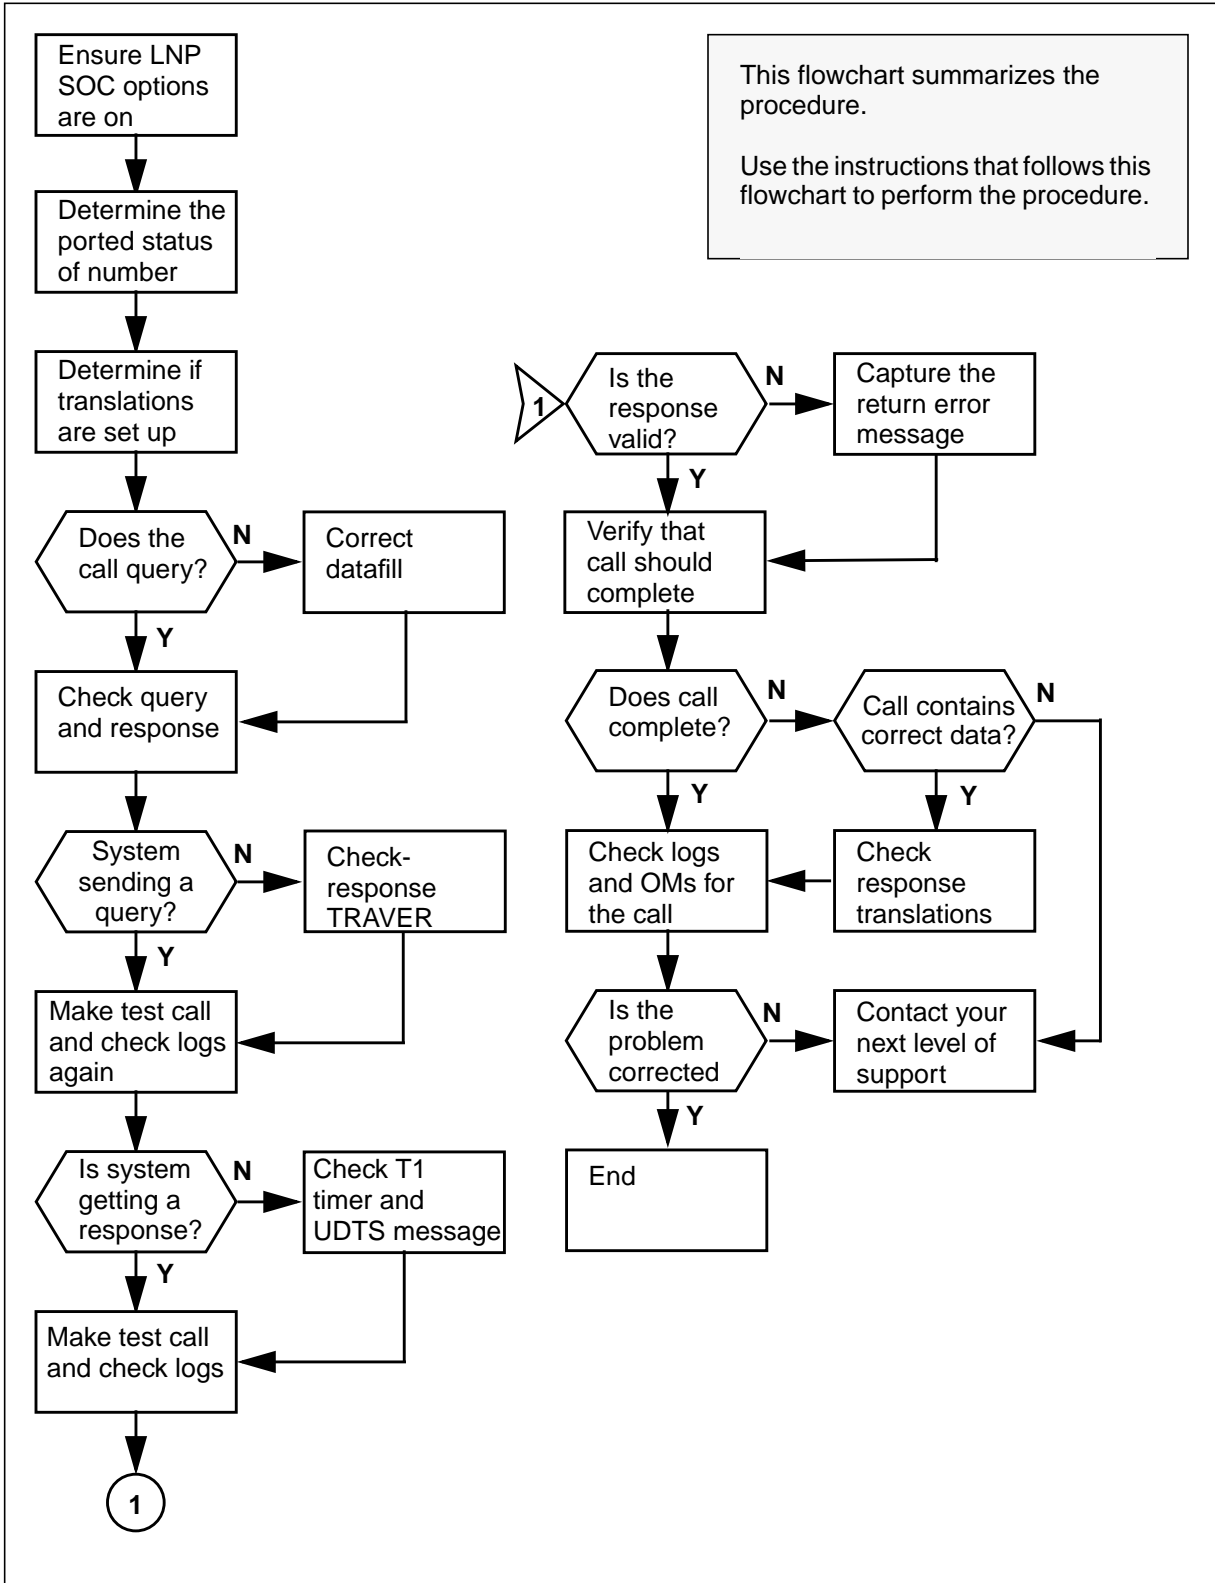 Ensure LNP
SOC options
are on
This flowchart summarizes the
procedure.
Use the instructions that follows this
flowchart to perform the procedure.
Determine the
ported status
of number
Determine if
translations
are set up
Does the
call query?
N
Correct
datafill
Y
Check query
and response
System
sending a
query?
N
Check-
response
TRAVER
Y
Make test call
and check logs
again
Is system
getting a
response?
N
Check T1
timer and
UDTS message
Y
Make test call
and check logs
1
1
Is the
response
valid?
N
Capture the
return error
message
Y
Verify that
call should
complete
Does call
complete?
N
Call contains
correct data?
N
Y
Y
Check logs
and OMs for
the call
Check
response
translations
Is the
problem
corrected
N
Contact your
next level of
support
Y
End